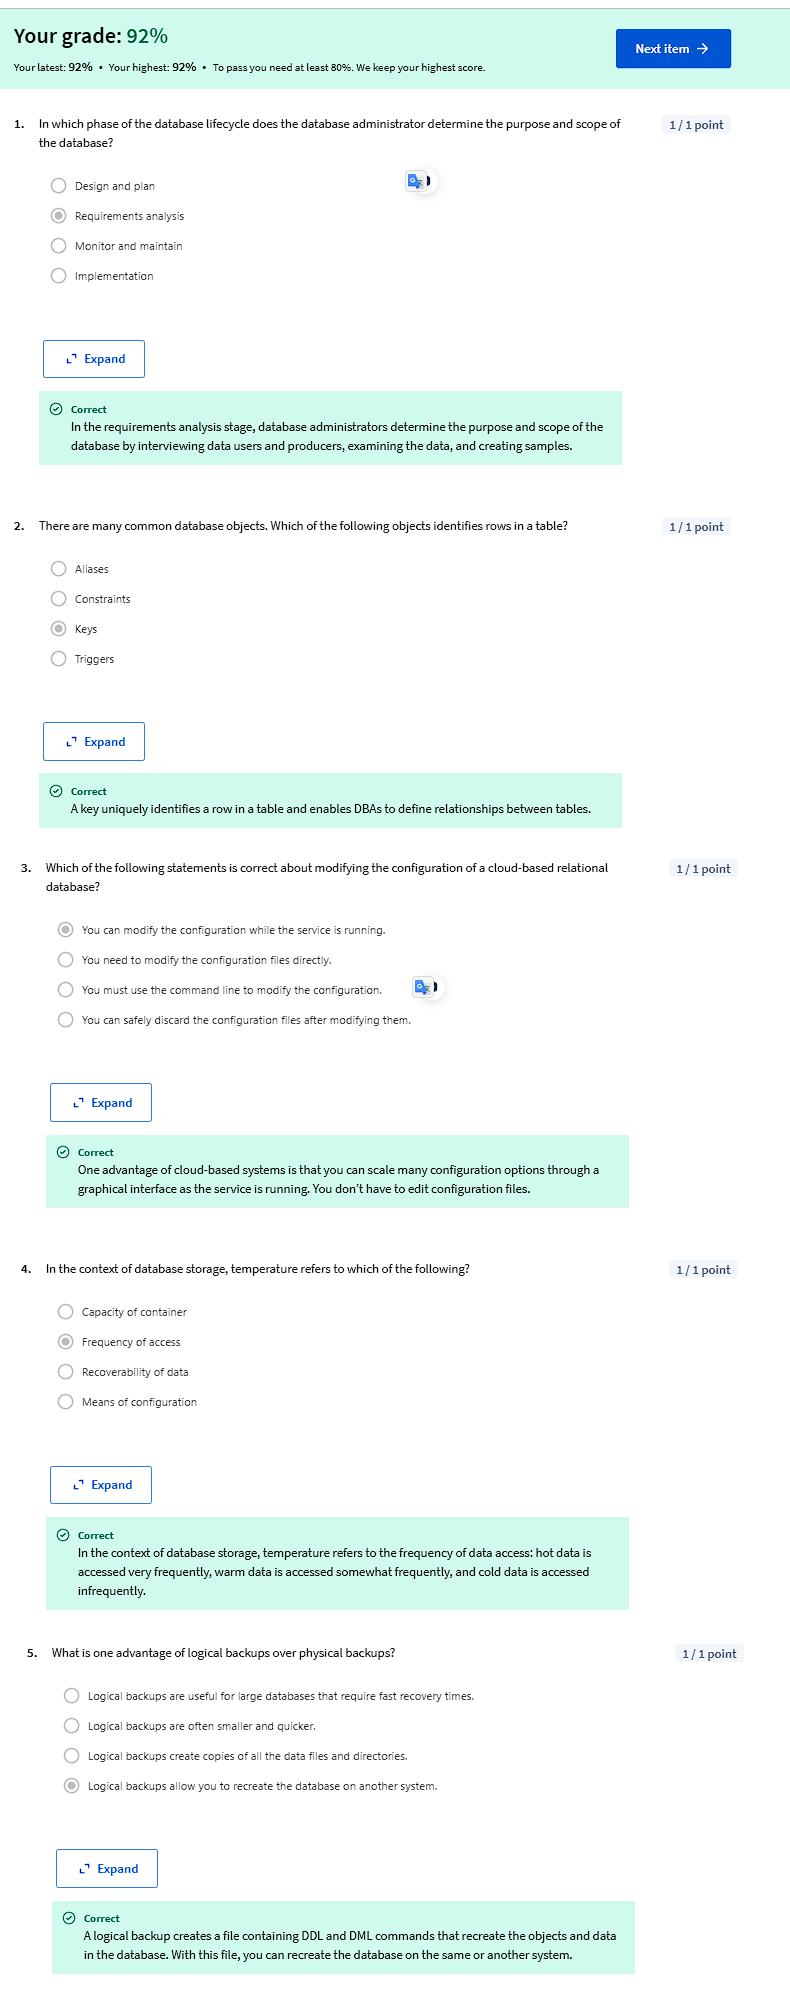 Your grade: 92%
Next item →
Your latest: 92% • Your highest: 92% • To pass you need at least 80%. We keep your highest score.
1. In which phase of the database lifecycle does the database administrator determine the purpose and scope of
the database?
1 / 1 point
Design and plan
Requirements analysis
Monitor and maintain
Implementation
Expand
Correct
In the requirements analysis stage, database administrators determine the purpose and scope of the
database by interviewing data users and producers, examining the data, and creating samples.
2. There are many common database objects. Which of the following objects identifies rows in a table?
1 / 1 point
Aliases
Constraints
Keys
Triggers
Expand
Correct
A key uniquely identifies a row in a table and enables DBAs to define relationships between tables.
3. Which of the following statements is correct about modifying the configuration of a cloud-based relational
database?
1 / 1 point
You can modify the configuration while the service is running.
You need to modify the configuration files directly.
You must use the command line to modify the configuration.
You can safely discard the configuration files after modifying them.
Expand
Correct
One advantage of cloud-based systems is that you can scale many configuration options through a
graphical interface as the service is running. You don't have to edit configuration files.
4. In the context of database storage, temperature refers to which of the following?
1 / 1 point
Capacity of container
Frequency of access
Recoverability of data
Means of configuration
Expand
Correct
In the context of database storage, temperature refers to the frequency of data access: hot data is
accessed very frequently, warm data is accessed somewhat frequently, and cold data is accessed
infrequently.
5. What is one advantage of logical backups over physical backups?
1 / 1 point
Logical backups are useful for large databases that require fast recovery times.
Logical backups are often smaller and quicker.
Logical backups create copies of all the data files and directories.
Logical backups allow you to recreate the database on another system.
Expand
Correct
A logical backup creates a file containing DDL and DML commands that recreate the objects and data
in the database. With this file, you can recreate the database on the same or another system.